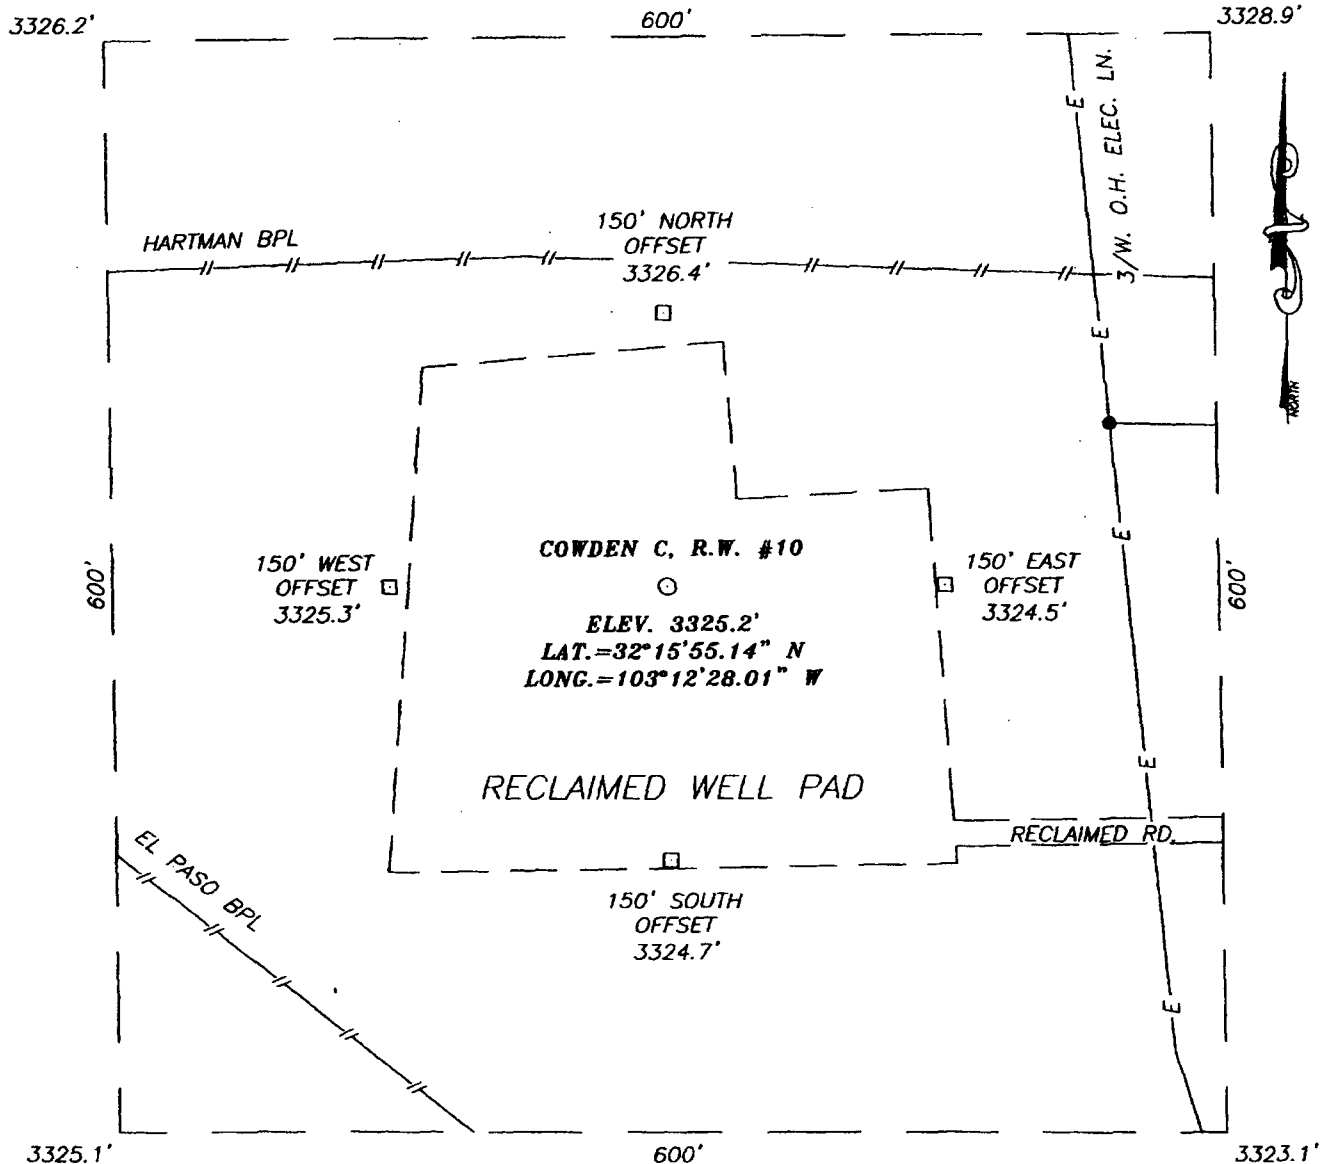 3326.2'
600'
3328.9'
E
3/W. O.H. ELEC. LN.
HARTMAN BPL
150' NORTH
OFFSET
3326.4'
E
NORTH
E
600'
150' WEST
OFFSET
3325.3'
COWDEN C, R.W. #10
ELEV. 3325.2'
LAT.=32°15'55.14" N
LONG.=103°12'28.01" W
150' EAST
OFFSET
3324.5'
600'
E
RECLAIMED WELL PAD
RECLAIMED RD.
EL PASO BPL
150' SOUTH
OFFSET
3324.7'
E
3325.1'
600'
3323.1'